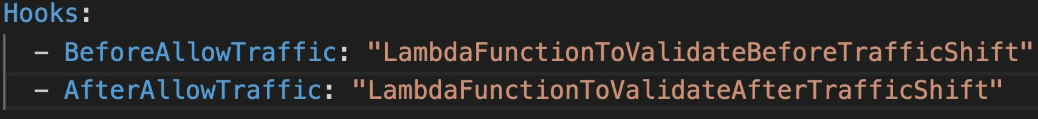 Hooks:
- BeforeAllowTraffic: "LambdaFunctionToValidateBeforeTrafficShift"
- AfterAllowTraffic: "LambdaFunctionToValidateAfterTrafficShift"